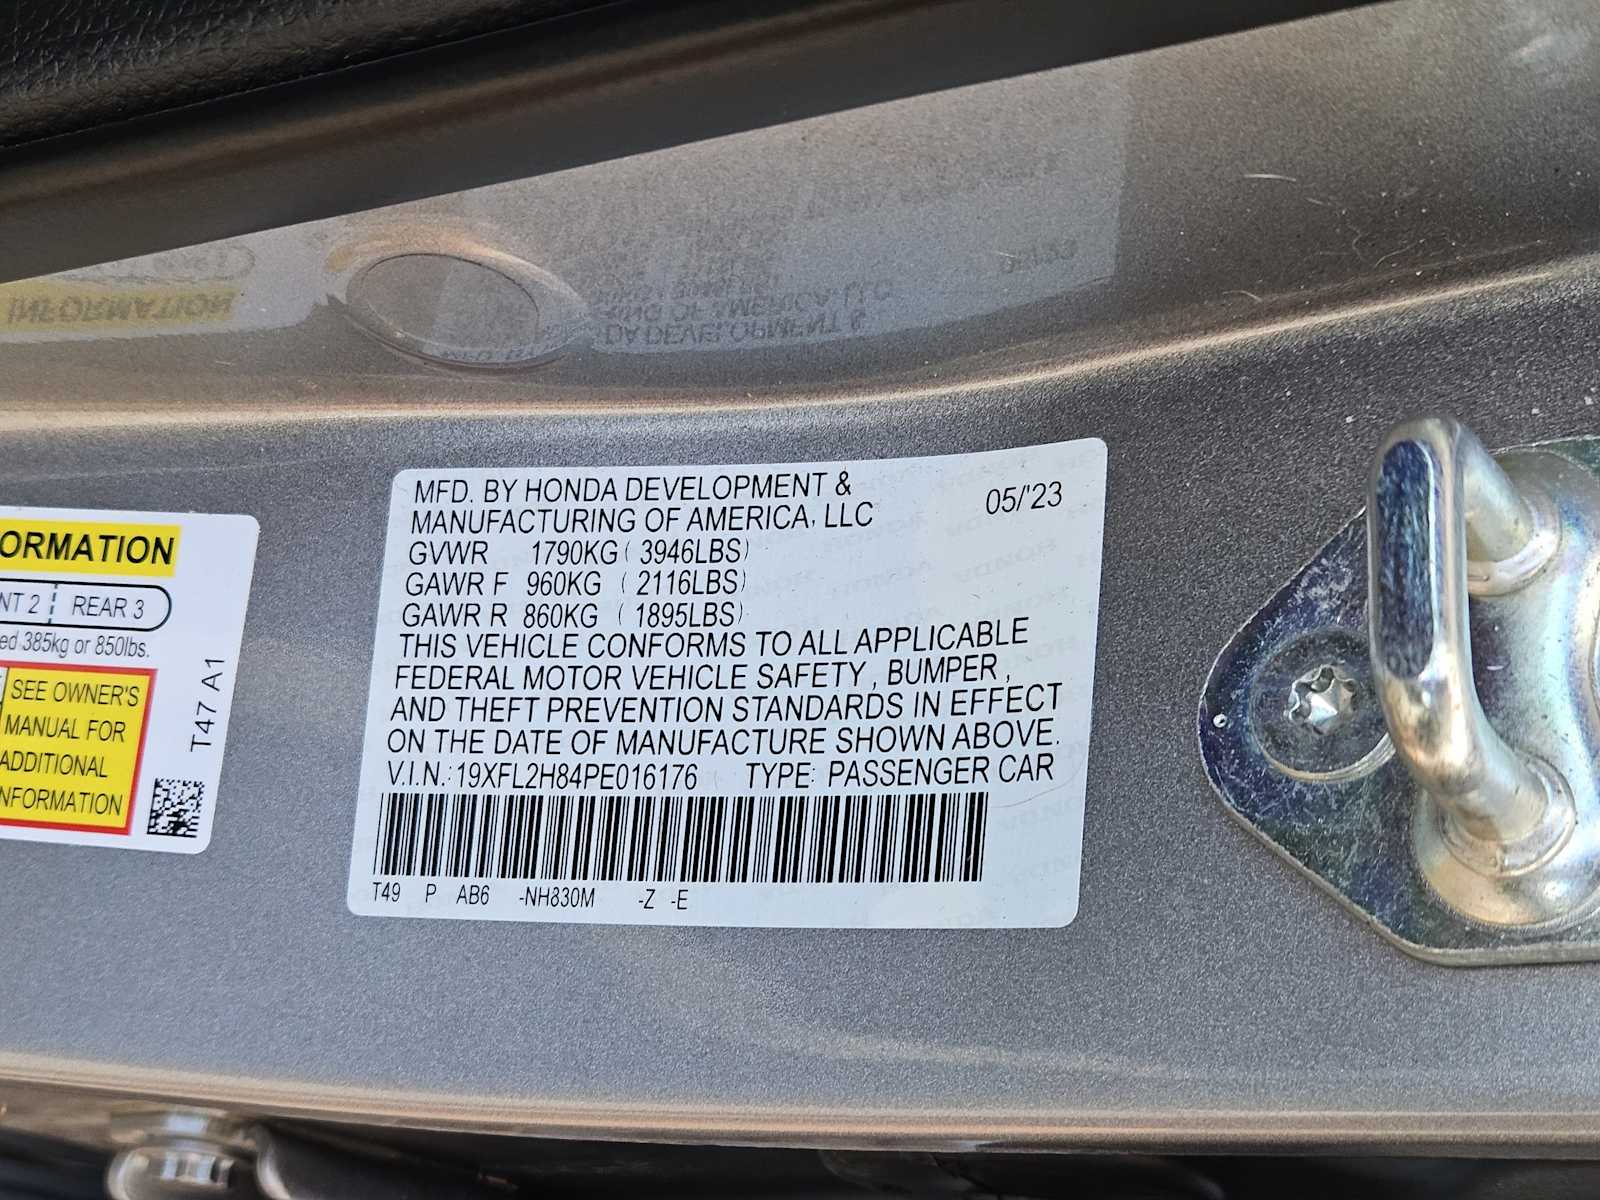 MFD. BY HONDA DEVELOPMENT &
MANUFACTURING OF AMERICA, LLC
05/'23
GVWR 1790KG ( 3946LBS)
GAWR F 960KG ( 2116LBS)
GAWR R 860KG ( 1895LBS)
THIS VEHICLE CONFORMS TO ALL APPLICABLE
FEDERAL MOTOR VEHICLE SAFETY , BUMPER ,
AND THEFT PREVENTION STANDARDS IN EFFECT
ON THE DATE OF MANUFACTURE SHOWN ABOVE.
V.I.N.: 19XFL2H84PE016176 TYPE: PASSENGER CAR
T49 P AB6 -NH830M -Z -E
ORMATION
NT 2 REAR 3
ed 385kg or 850lbs.
SEE OWNER'S
MANUAL FOR
ADDITIONAL
NFORMATION
T47 A1